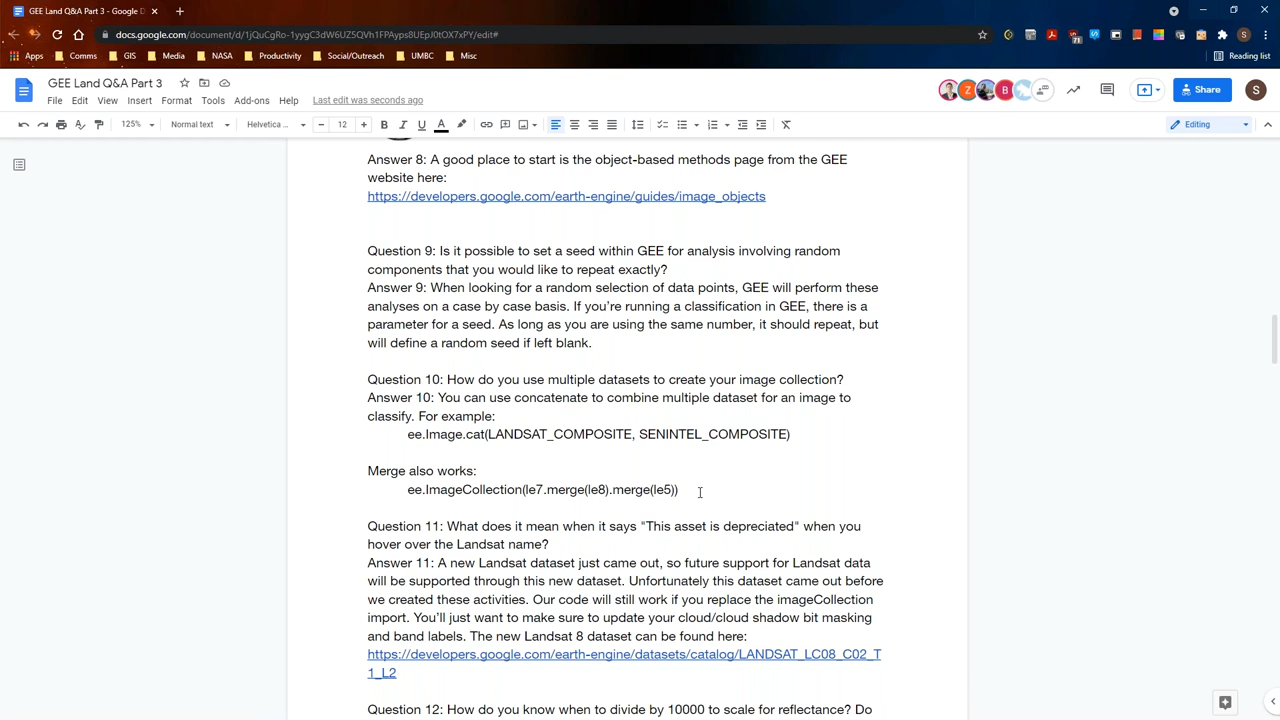 GEE Land Q&A Part 3 - Google D
docs.google.com/document/d/1jQuCgRo-1yygC3dW6UZ5QVh1FPAyps8UEpJ0tOX7xPY/edit#
Apps Comms GIS Media NASA Productivity Social/Outreach UMBC Misc Reading list
GEE Land Q&A Part 3
File Edit View Insert Format Tools Add-ons Help Last edit was seconds ago
Share
125% Normal text Helvetica ... 12 Editing
Answer 8: A good place to start is the object-based methods page from the GEE
website here:
https://developers.google.com/earth-engine/guides/image_objects
Question 9: Is it possible to set a seed within GEE for analysis involving random
components that you would like to repeat exactly?
Answer 9: When looking for a random selection of data points, GEE will perform these
analyses on a case by case basis. If you're running a classification in GEE, there is a
parameter for a seed. As long as you are using the same number, it should repeat, but
will define a random seed if left blank.
Question 10: How do you use multiple datasets to create your image collection?
Answer 10: You can use concatenate to combine multiple dataset for an image to
classify. For example:
ee.Image.cat(LANDSAT_COMPOSITE, SENINTEL_COMPOSITE)
Merge also works:
ee.ImageCollection(le7.merge(le8).merge(le5))
Question 11: What does it mean when it says "This asset is depreciated" when you
hover over the Landsat name?
Answer 11: A new Landsat dataset just came out, so future support for Landsat data
will be supported through this new dataset. Unfortunately this dataset came out before
we created these activities. Our code will still work if you replace the imageCollection
import. You'll just want to make sure to update your cloud/cloud shadow bit masking
and band labels. The new Landsat 8 dataset can be found here:
https://developers.google.com/earth-engine/datasets/catalog/LANDSAT_LC08_C02_T
1_L2
Question 12: How do you know when to divide by 10000 to scale for reflectance? Do